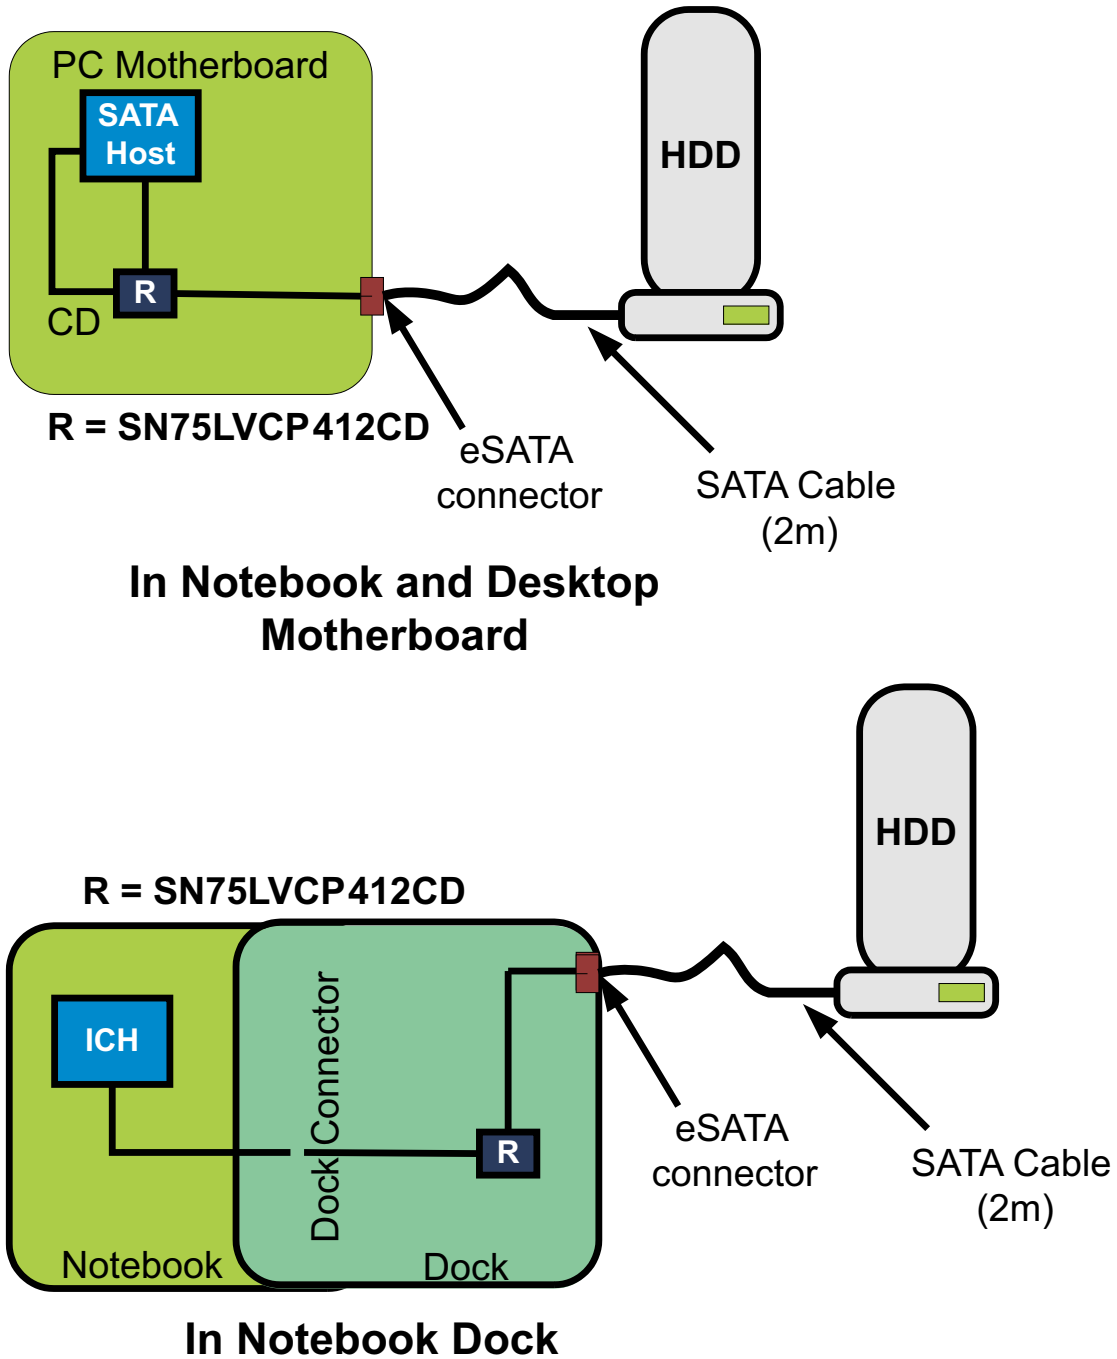 PC Motherboard
SATA
Host
R
CD
HDD
R = SN75LVCP412CD
eSATA
connector
SATA Cable
(2m)
In Notebook and Desktop
Motherboard
HDD
R = SN75LVCP412CD
ICH
Dock Connector
R
eSATA
connector
SATA Cable
(2m)
Notebook
Dock
In Notebook Dock